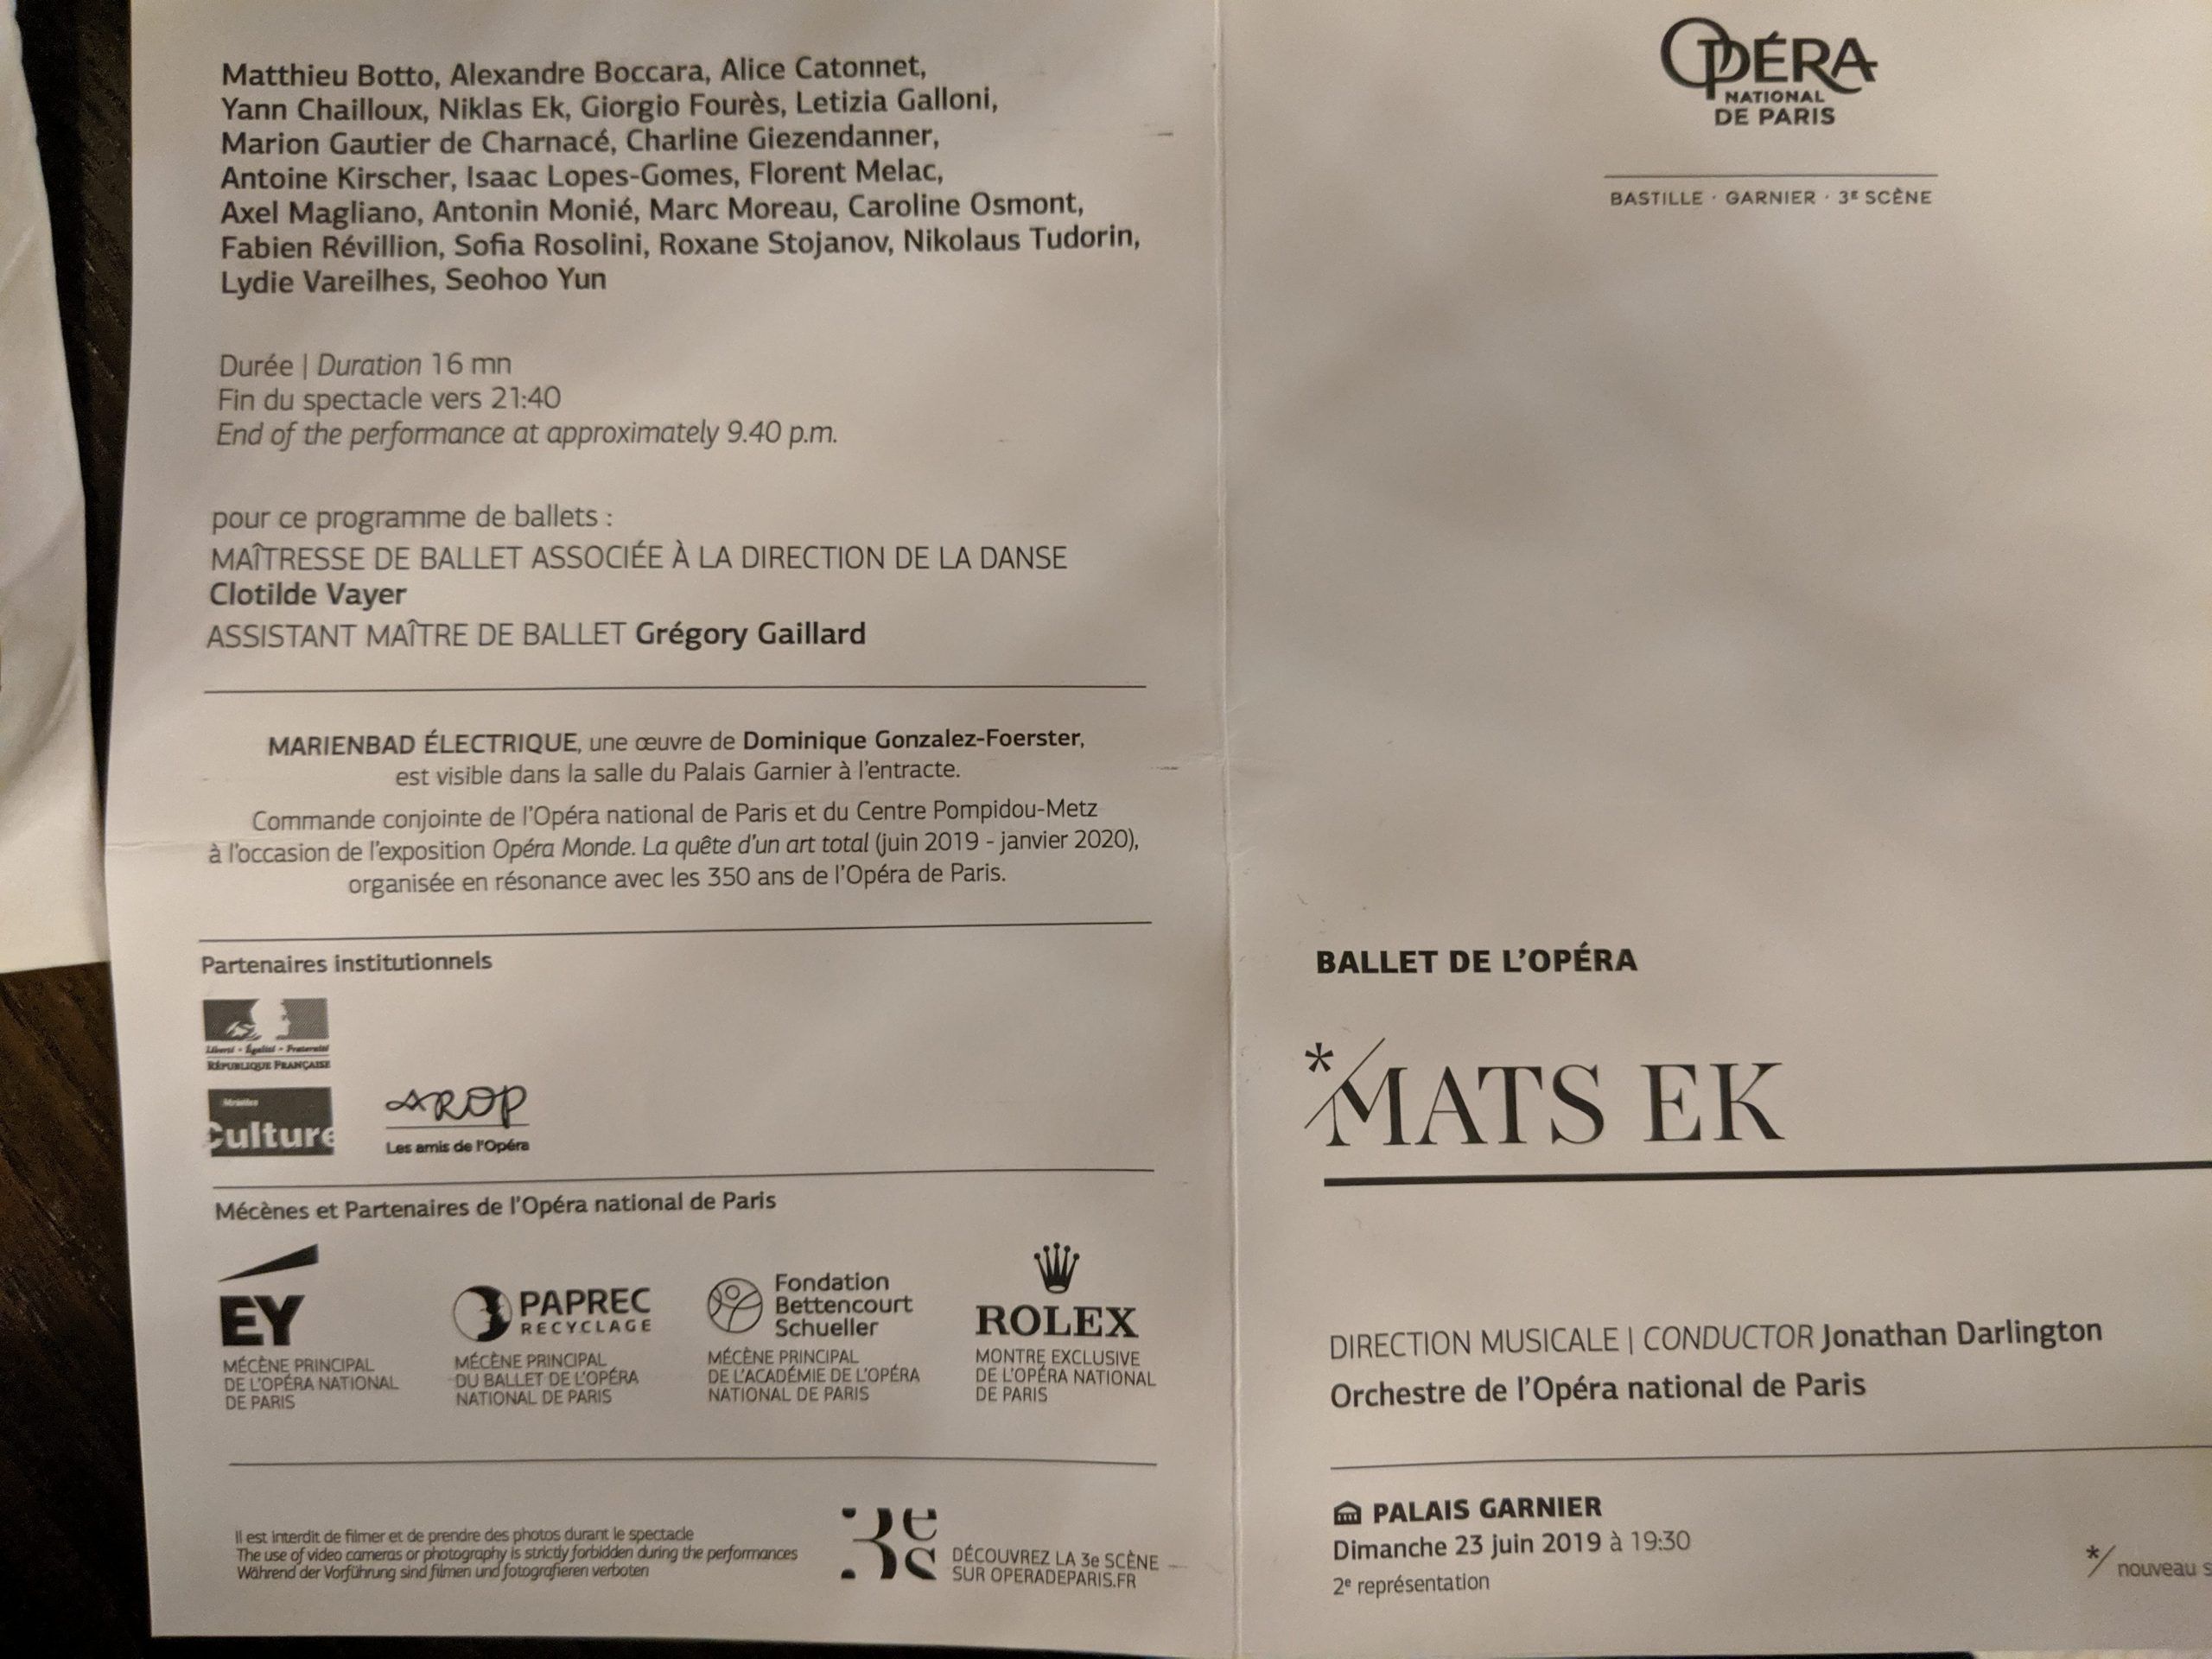 Matthieu Botto, Alexandre Boccara, Alice Catonnet,
Yann Chailloux, Niklas Ek, Giorgio Fourès, Letizia Galloni,
Marion Gautier de Charnacé, Charline Giezendanner,
Antoine Kirscher, Isaac Lopes-Gomes, Florent Melac,
Axel Magliano, Antonin Monié, Marc Moreau, Caroline Osmont,
Fabien Révillion, Sofia Rosolini, Roxane Stojanov, Nikolaus Tudorin,
Lydie Vareilhes, Seohoo Yun
Durée | Duration 16 mn
Fin du spectacle vers 21:40
End of the performance at approximately 9.40 p.m.
pour ce programme de ballets :
MAÎTRESSE DE BALLET ASSOCIÉE À LA DIRECTION DE LA DANSE
Clotilde Vayer
ASSISTANT MAÎTRE DE BALLET Grégory Gaillard
MARIENBAD ÉLECTRIQUE, une œuvre de Dominique Gonzalez-Foerster,
est visible dans la salle du Palais Garnier à l'entracte.
Commande conjointe de l'Opéra national de Paris et du Centre Pompidou-Metz
à l'occasion de l'exposition Opéra Monde. La quête d'un art total (juin 2019 - janvier 2020),
organisée en résonance avec les 350 ans de l'Opéra de Paris.
Partenaires institutionnels
Liberté • Égalité • Fraternité
RÉPUBLIQUE FRANÇAISE
Ministère
Culture
AROP
Les amis de l'Opéra
Mécènes et Partenaires de l'Opéra national de Paris
EY
MÉCÈNE PRINCIPAL
DE L'OPÉRA NATIONAL
DE PARIS
PAPREC
RECYCLAGE
MÉCÈNE PRINCIPAL
DU BALLET DE L'OPÉRA
NATIONAL DE PARIS
Fondation
Bettencourt
Schueller
MÉCÈNE PRINCIPAL
DE L'ACADÉMIE DE L'OPÉRA
NATIONAL DE PARIS
ROLEX
MONTRE EXCLUSIVE
DE L'OPÉRA NATIONAL
DE PARIS
Il est interdit de filmer et de prendre des photos durant le spectacle
The use of video cameras or photography is strictly forbidden during the performances
Während der Vorführung sind filmen und fotografieren verboten
3e Sc
DÉCOUVREZ LA 3e SCÈNE
SUR OPERADEPARIS.FR
OPÉRA
NATIONAL
DE PARIS
BASTILLE · GARNIER · 3E SCÈNE
BALLET DE L'OPÉRA
*/MATS EK
DIRECTION MUSICALE | CONDUCTOR Jonathan Darlington
Orchestre de l'Opéra national de Paris
PALAIS GARNIER
Dimanche 23 juin 2019 à 19:30
2e représentation
*/ nouveau s